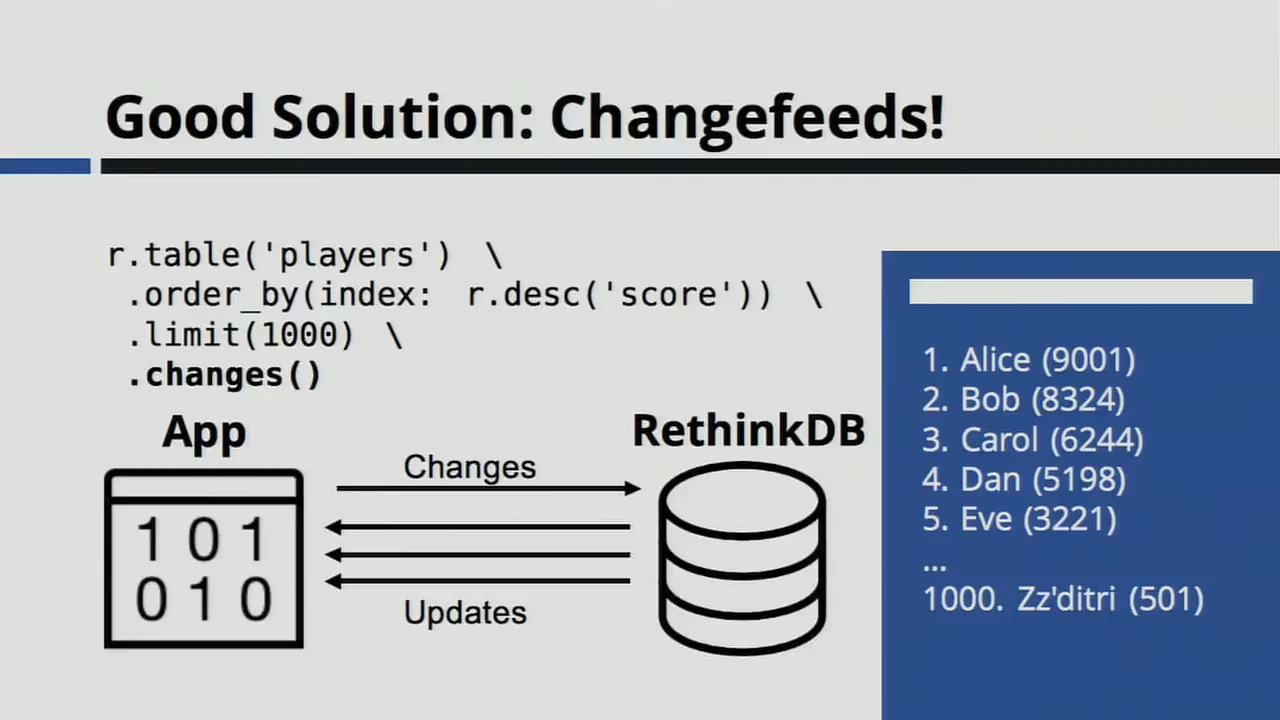 Good Solution: Changefeeds!
r.table('players') \
.order_by(index: r.desc('score')) \
.limit(1000) \
.changes()
App
RethinkDB
Changes
Updates
1 0 1
0 1 0
1. Alice (9001)
2. Bob (8324)
3. Carol (6244)
4. Dan (5198)
5. Eve (3221)
...
1000. Zz'ditri (501)